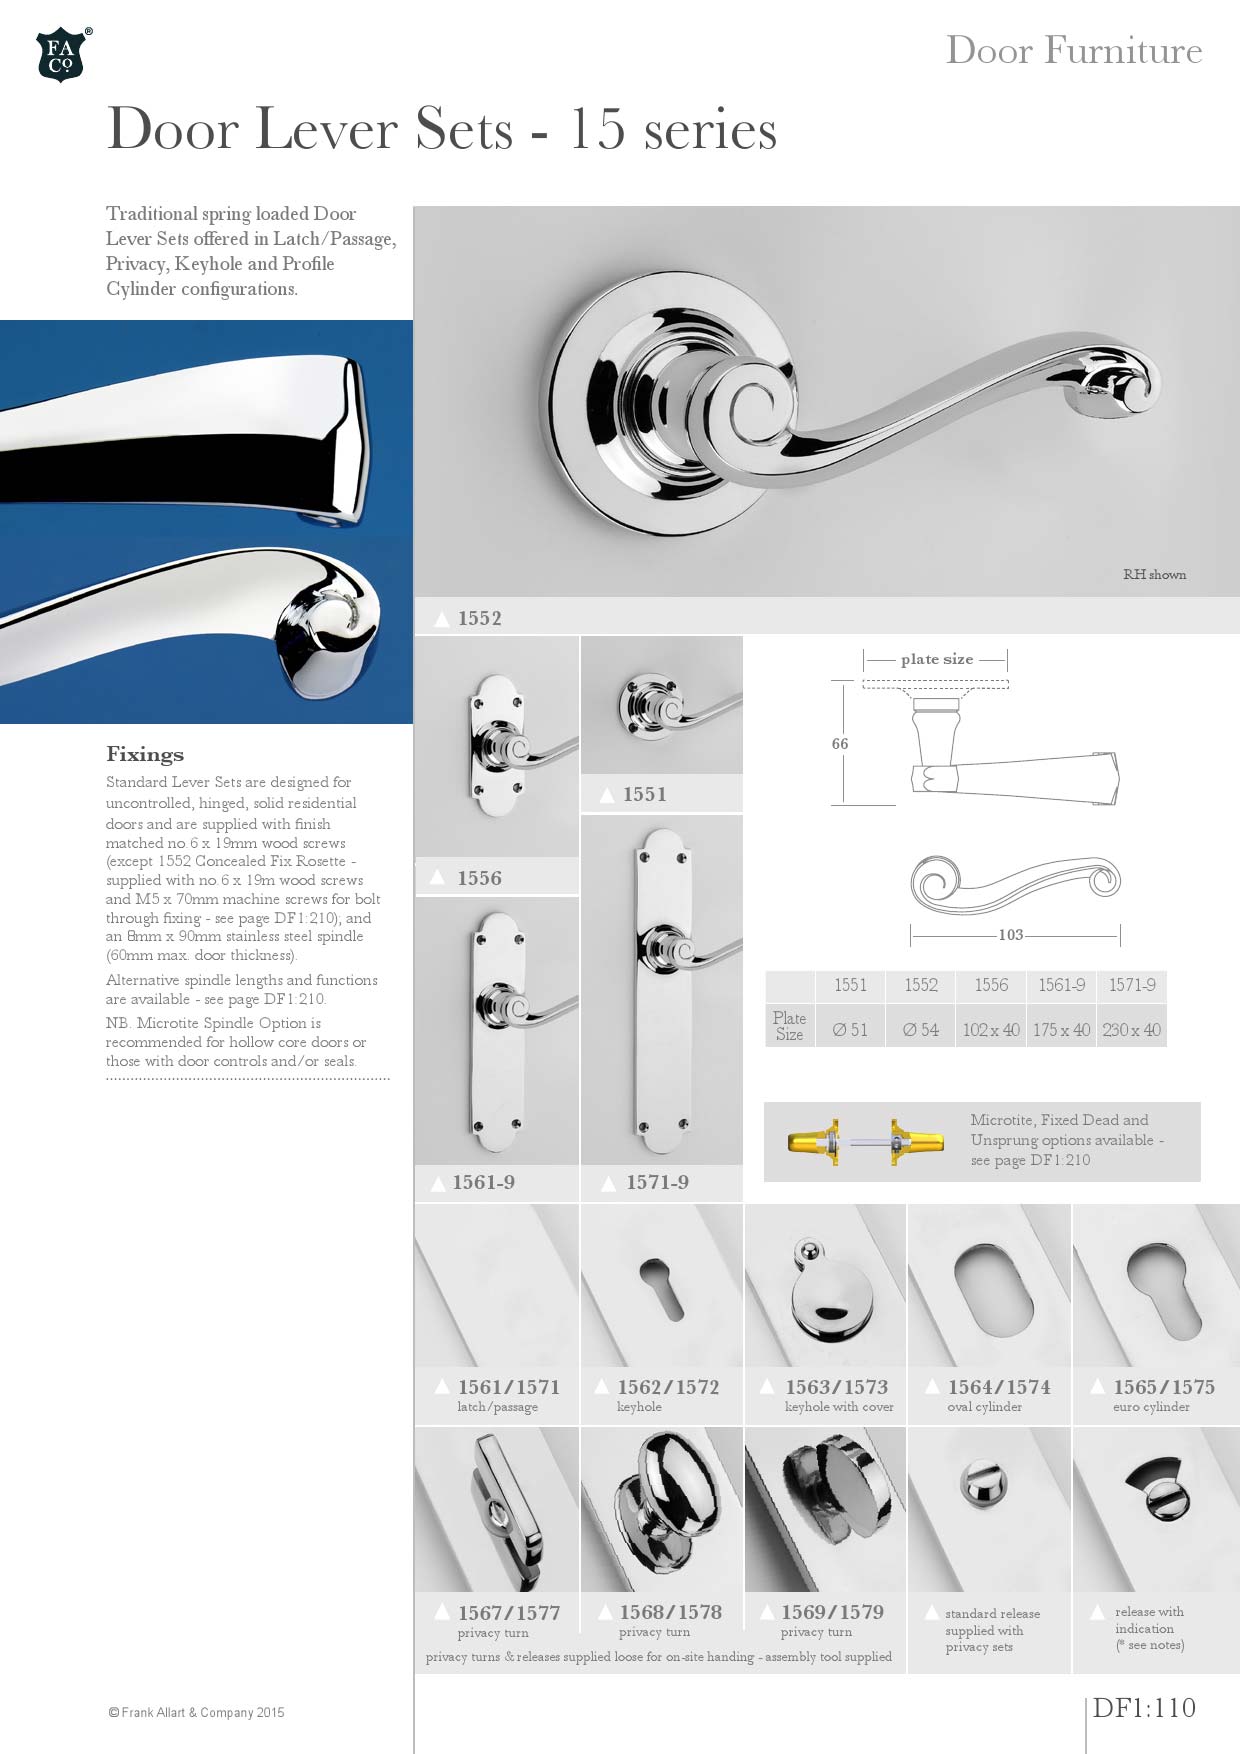 FA
Co.
®
Door Furniture
Door Lever Sets - 15 series
Traditional spring loaded Door
Lever Sets offered in Latch/Passage,
Privacy, Keyhole and Profile
Cylinder configurations.
RH shown
1552
Fixings
Standard Lever Sets are designed for
uncontrolled, hinged, solid residential
doors and are supplied with finish
matched no.6 x 19mm wood screws
(except 1552 Concealed Fix Rosette -
supplied with no.6 x 19m wood screws
and M5 x 70mm machine screws for bolt
through fixing - see page DF1:210); and
an 8mm x 90mm stainless steel spindle
(60mm max. door thickness).
Alternative spindle lengths and functions
are available - see page DF1:210.
NB. Microtite Spindle Option is
recommended for hollow core doors or
those with door controls and/or seals.
1551
1556
1561-9
1571-9
plate size
66
103
1551 1552 1556 1561-9 1571-9
Plate
Size Ø 51 Ø 54 102 x 40 175 x 40 230 x 40
Microtite, Fixed Dead and
Unsprung options available -
see page DF1:210
1561/1571
latch/passage
1562/1572
keyhole
1563/1573
keyhole with cover
1564/1574
oval cylinder
1565/1575
euro cylinder
1567/1577
privacy turn
1568/1578
privacy turn
1569/1579
privacy turn
standard release
supplied with
privacy sets
release with
indication
(* see notes)
privacy turns & releases supplied loose for on-site handing - assembly tool supplied
© Frank Allart & Company 2015
DF1:110